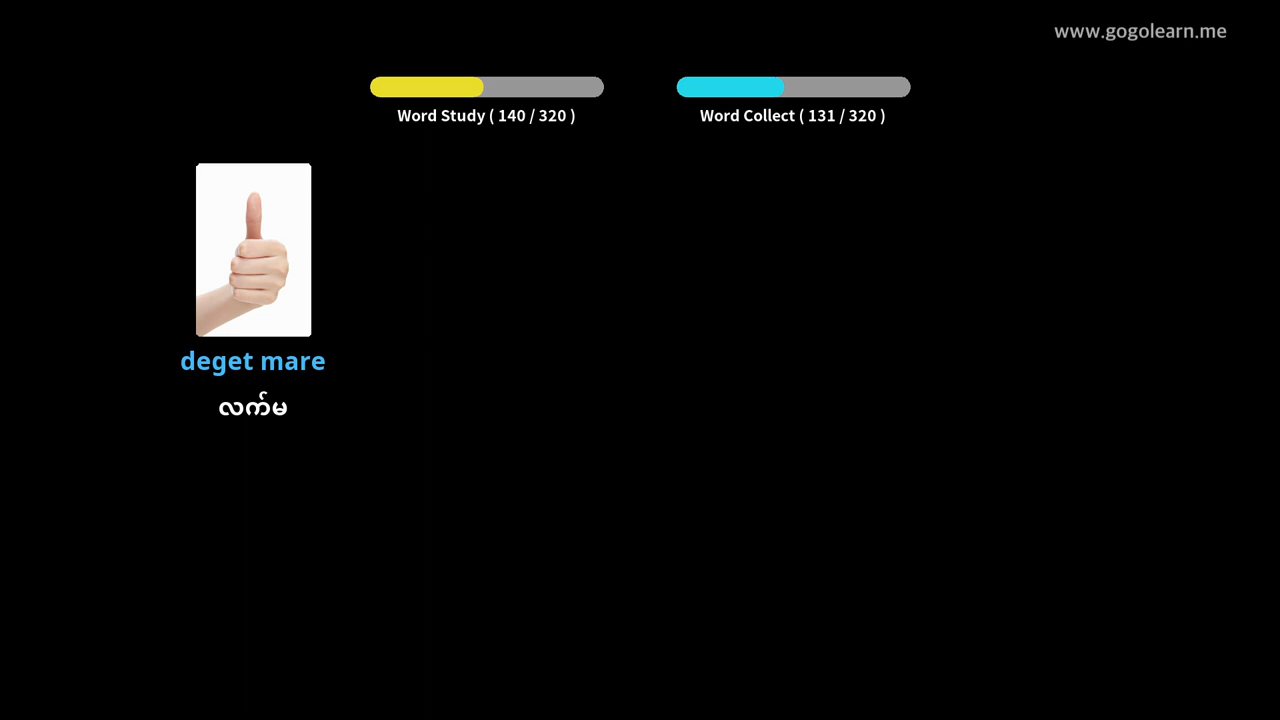 www.gogolearn.me
Word Study ( 140 / 320 )
Word Collect ( 131 / 320 )
deget mare
လက်မ